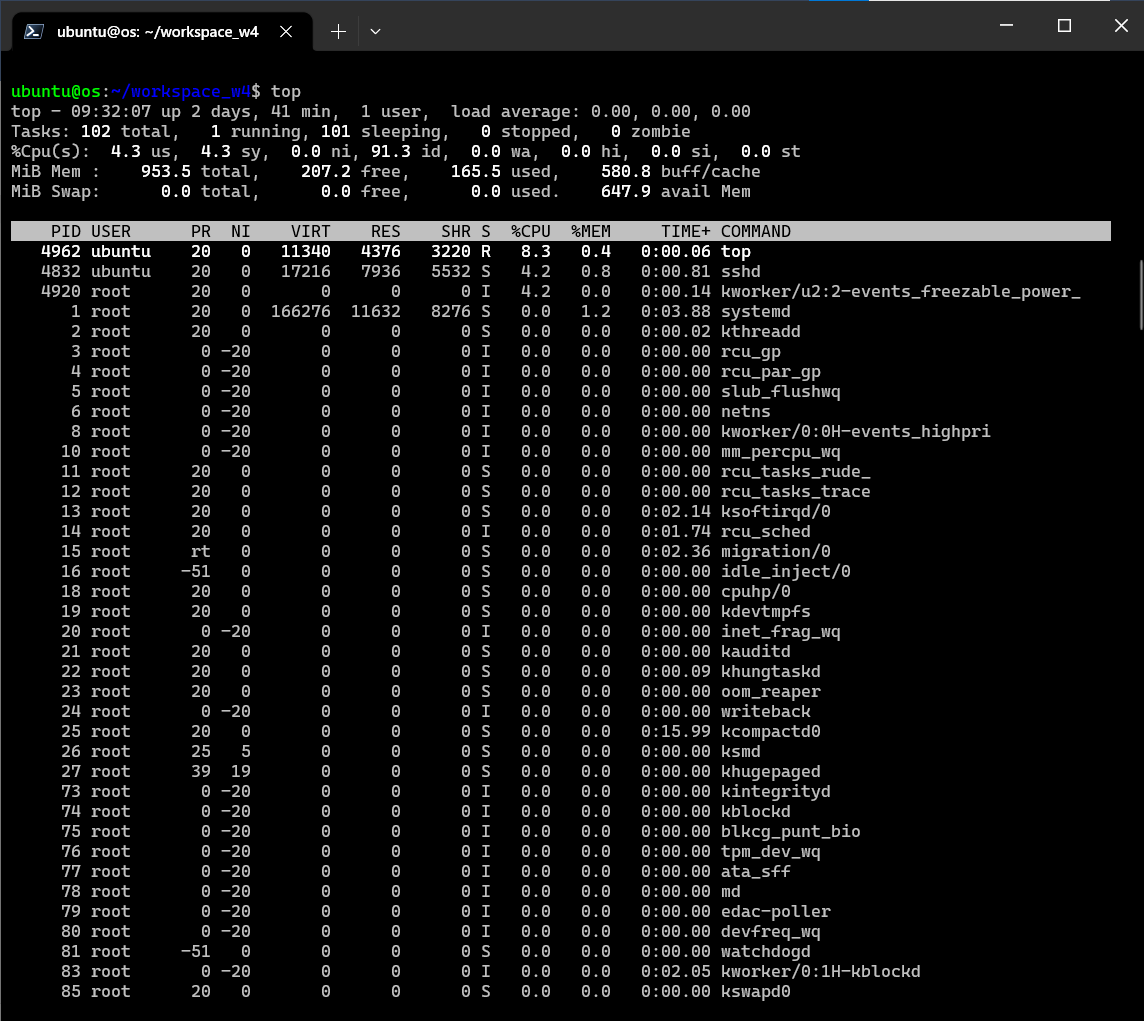 ubuntu@os: ~/workspace_w4
ubuntu@os:~/workspace_w4$ top
top - 09:32:07 up 2 days, 41 min,  1 user,  load average: 0.00, 0.00, 0.00
Tasks: 102 total,   1 running, 101 sleeping,   0 stopped,   0 zombie
%Cpu(s):  4.3 us,  4.3 sy,  0.0 ni, 91.3 id,  0.0 wa,  0.0 hi,  0.0 si,  0.0 st
MiB Mem :    953.5 total,    207.2 free,    165.5 used,    580.8 buff/cache
MiB Swap:      0.0 total,      0.0 free,      0.0 used.    647.9 avail Mem
PID USER      PR  NI    VIRT    RES    SHR S  %CPU  %MEM     TIME+ COMMAND
4962 ubuntu    20   0   11340   4376   3220 R   8.3   0.4   0:00.06 top
4832 ubuntu    20   0   17216   7936   5532 S   4.2   0.8   0:00.81 sshd
4920 root      20   0       0      0      0 I   4.2   0.0   0:00.14 kworker/u2:2-events_freezable_power_
1 root      20   0  166276  11632   8276 S   0.0   1.2   0:03.88 systemd
2 root      20   0       0      0      0 S   0.0   0.0   0:00.02 kthreadd
3 root       0 -20       0      0      0 I   0.0   0.0   0:00.00 rcu_gp
4 root       0 -20       0      0      0 I   0.0   0.0   0:00.00 rcu_par_gp
5 root       0 -20       0      0      0 I   0.0   0.0   0:00.00 slub_flushwq
6 root       0 -20       0      0      0 I   0.0   0.0   0:00.00 netns
8 root       0 -20       0      0      0 I   0.0   0.0   0:00.00 kworker/0:0H-events_highpri
10 root       0 -20       0      0      0 I   0.0   0.0   0:00.00 mm_percpu_wq
11 root      20   0       0      0      0 S   0.0   0.0   0:00.00 rcu_tasks_rude_
12 root      20   0       0      0      0 S   0.0   0.0   0:00.00 rcu_tasks_trace
13 root      20   0       0      0      0 S   0.0   0.0   0:02.14 ksoftirqd/0
14 root      20   0       0      0      0 I   0.0   0.0   0:01.74 rcu_sched
15 root      rt   0       0      0      0 S   0.0   0.0   0:02.36 migration/0
16 root     -51   0       0      0      0 S   0.0   0.0   0:00.00 idle_inject/0
18 root      20   0       0      0      0 S   0.0   0.0   0:00.00 cpuhp/0
19 root      20   0       0      0      0 S   0.0   0.0   0:00.00 kdevtmpfs
20 root       0 -20       0      0      0 I   0.0   0.0   0:00.00 inet_frag_wq
21 root      20   0       0      0      0 S   0.0   0.0   0:00.00 kauditd
22 root      20   0       0      0      0 S   0.0   0.0   0:00.09 khungtaskd
23 root      20   0       0      0      0 S   0.0   0.0   0:00.00 oom_reaper
24 root       0 -20       0      0      0 I   0.0   0.0   0:00.00 writeback
25 root      20   0       0      0      0 S   0.0   0.0   0:15.99 kcompactd0
26 root      25   5       0      0      0 S   0.0   0.0   0:00.00 ksmd
27 root      39  19       0      0      0 S   0.0   0.0   0:00.00 khugepaged
73 root       0 -20       0      0      0 I   0.0   0.0   0:00.00 kintegrityd
74 root       0 -20       0      0      0 I   0.0   0.0   0:00.00 kblockd
75 root       0 -20       0      0      0 I   0.0   0.0   0:00.00 blkcg_punt_bio
76 root       0 -20       0      0      0 I   0.0   0.0   0:00.00 tpm_dev_wq
77 root       0 -20       0      0      0 I   0.0   0.0   0:00.00 ata_sff
78 root       0 -20       0      0      0 I   0.0   0.0   0:00.00 md
79 root       0 -20       0      0      0 I   0.0   0.0   0:00.00 edac-poller
80 root       0 -20       0      0      0 I   0.0   0.0   0:00.00 devfreq_wq
81 root     -51   0       0      0      0 S   0.0   0.0   0:00.00 watchdogd
83 root       0 -20       0      0      0 I   0.0   0.0   0:02.05 kworker/0:1H-kblockd
85 root      20   0       0      0      0 S   0.0   0.0   0:00.00 kswapd0